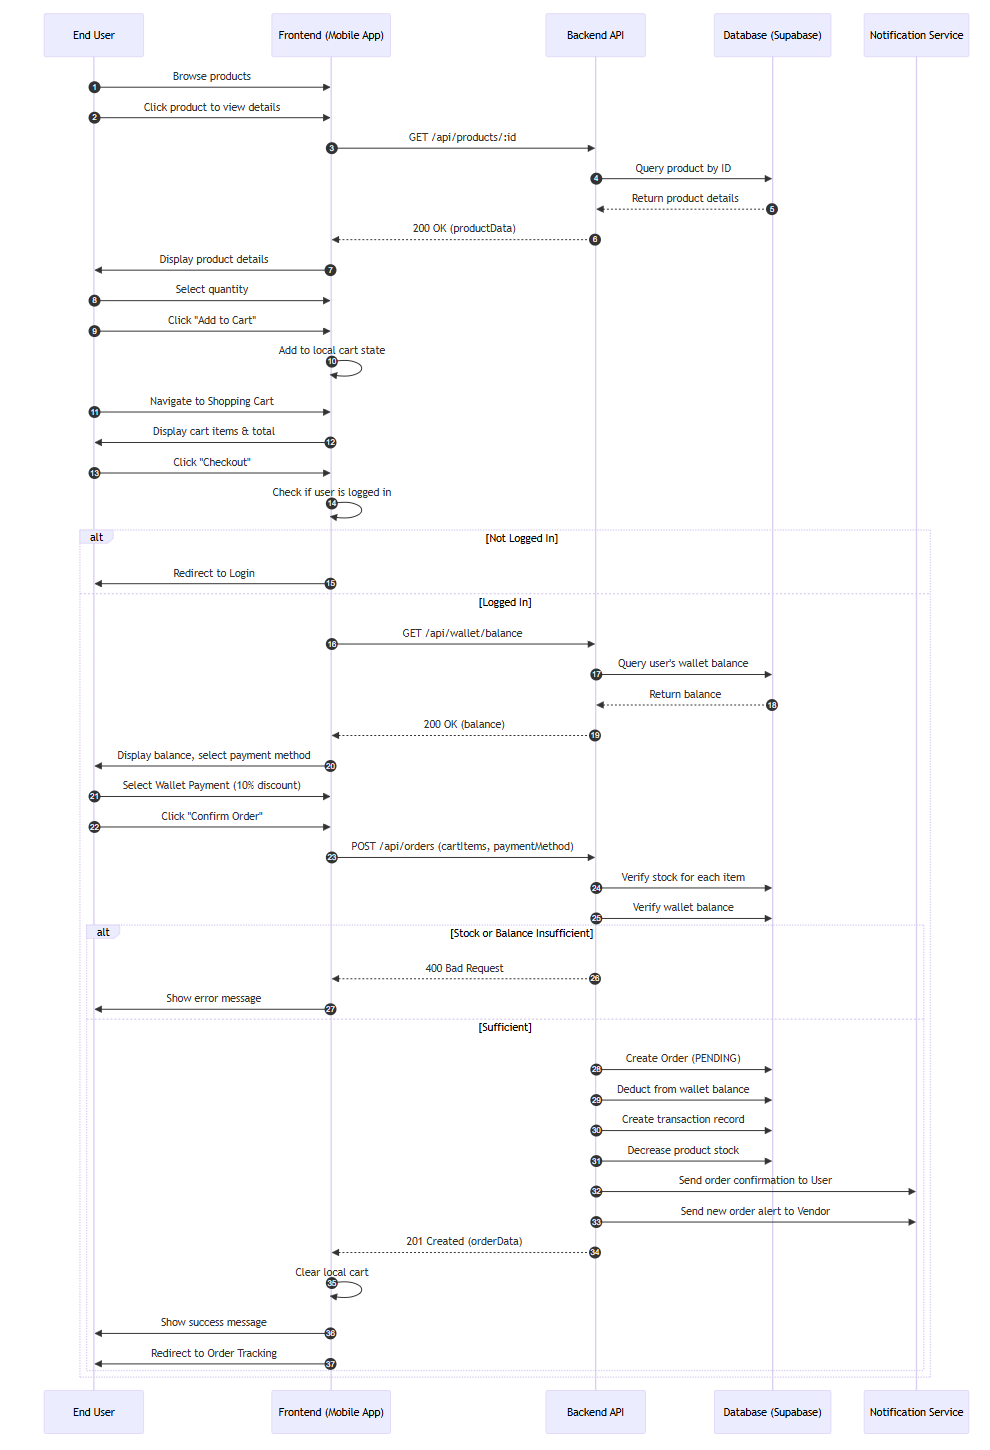 End User
Frontend (Mobile App)
Backend API
Database (Supabase)
Notification Service
Browse products
1
Click product to view details
2
GET /api/products/:id
3
Query product by ID
4
Return product details
5
200 OK (productData)
6
Display product details
7
Select quantity
8
Click "Add to Cart"
9
Add to local cart state
10
Navigate to Shopping Cart
11
Display cart items & total
12
Click "Checkout"
13
Check if user is logged in
14
alt
[Not Logged In]
Redirect to Login
15
[Logged In]
GET /api/wallet/balance
16
Query user's wallet balance
17
Return balance
18
200 OK (balance)
19
Display balance, select payment method
20
Select Wallet Payment (10% discount)
21
Click "Confirm Order"
22
POST /api/orders (cartItems, paymentMethod)
23
Verify stock for each item
24
Verify wallet balance
25
alt
[Stock or Balance Insufficient]
400 Bad Request
26
Show error message
27
[Sufficient]
Create Order (PENDING)
28
Deduct from wallet balance
29
Create transaction record
30
Decrease product stock
31
Send order confirmation to User
32
Send new order alert to Vendor
33
201 Created (orderData)
34
Clear local cart
35
Show success message
36
Redirect to Order Tracking
37
End User
Frontend (Mobile App)
Backend API
Database (Supabase)
Notification Service